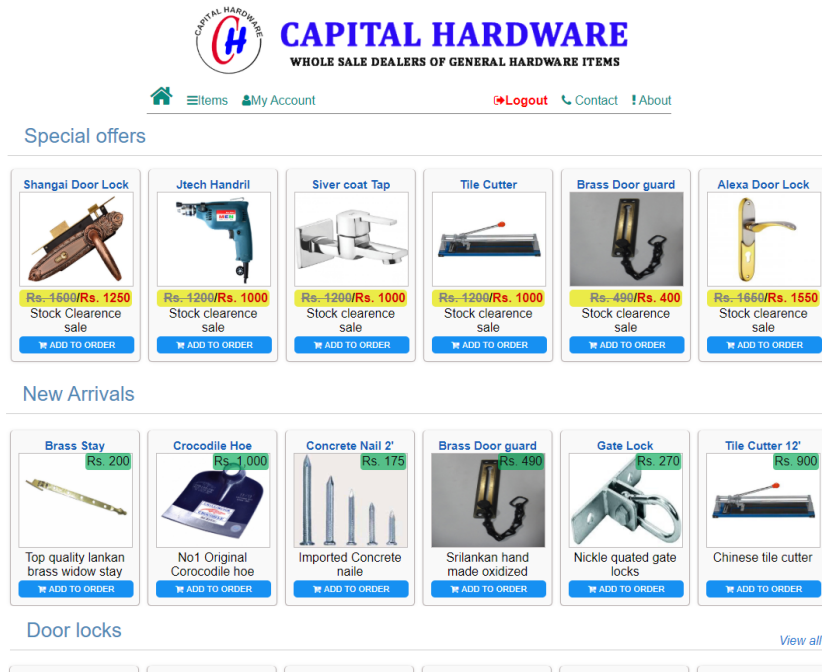 CAPITAL HARDWARE
CH
CAPITAL HARDWARE
WHOLE SALE DEALERS OF GENERAL HARDWARE ITEMS
Items My Account Logout Contact ! About
Special offers
Shangai Door Lock
Rs. 1500/Rs. 1250
Stock Clearence
sale
ADD TO ORDER
Jtech Handril
Rs. 1200/Rs. 1000
Stock clearence
sale
ADD TO ORDER
Siver coat Tap
Rs. 1200/Rs. 1000
Stock clearence
sale
ADD TO ORDER
Tile Cutter
Rs. 1200/Rs. 1000
Stock clearence
sale
ADD TO ORDER
Brass Door guard
Rs. 490/Rs. 400
Stock clearence
sale
ADD TO ORDER
Alexa Door Lock
Rs. 1650/Rs. 1550
Stock clearence
sale
ADD TO ORDER
New Arrivals
Brass Stay
Rs. 200
Top quality lankan
brass widow stay
ADD TO ORDER
Crocodile Hoe
Rs. 1,000
No1 Original
Corocodile hoe
ADD TO ORDER
Concrete Nail 2'
Rs. 175
Imported Concrete
naile
ADD TO ORDER
Brass Door guard
Rs. 490
Srilankan hand
made oxidized
ADD TO ORDER
Gate Lock
Rs. 270
Nickle quated gate
locks
ADD TO ORDER
Tile Cutter 12'
Rs. 900
Chinese tile cutter
ADD TO ORDER
Door locks
View all